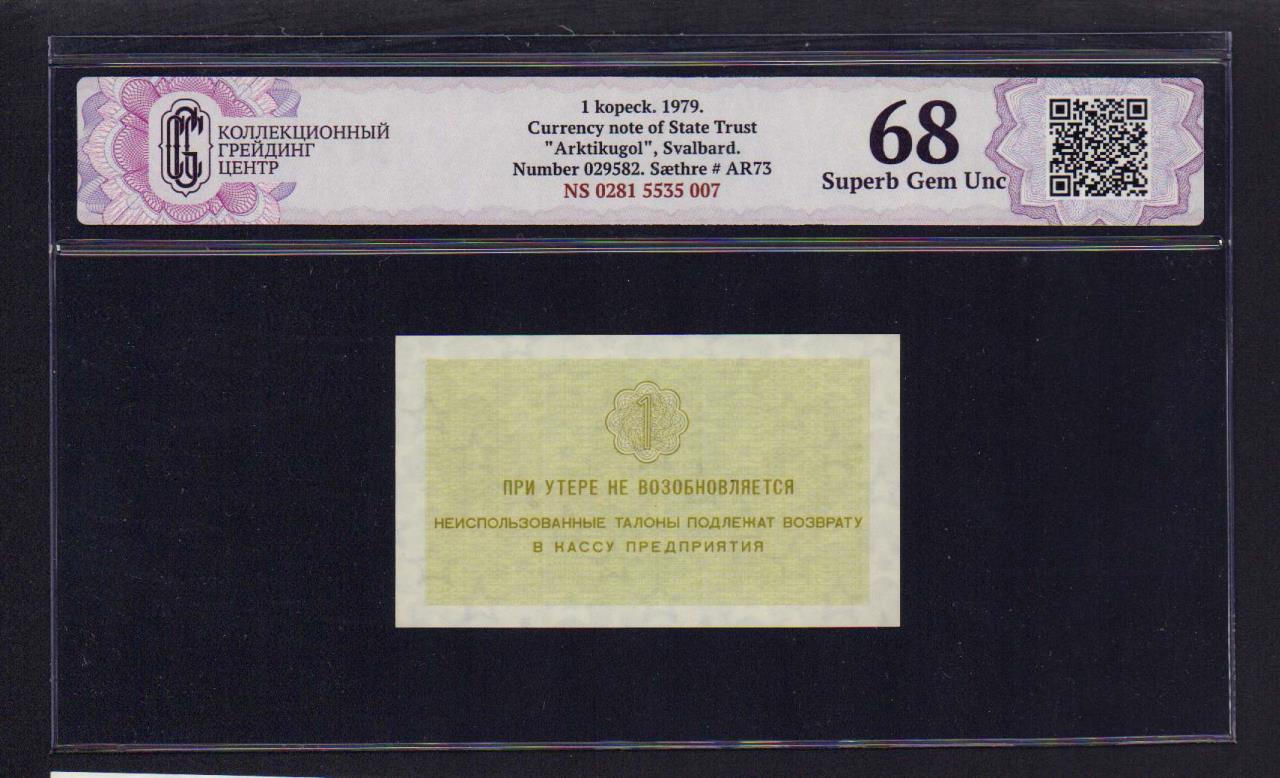 КОЛЛЕКЦИОННЫЙ
ГРЕЙДИНГ
ЦЕНТР
1 kopeck. 1979.
Currency note of State Trust
"Arktikugol", Svalbard.
Number 029582. Sæthre # AR73
NS 0281 5535 007
68
Superb Gem Unc
1
ПРИ УТЕРЕ НЕ ВОЗОБНОВЛЯЕТСЯ
НЕИСПОЛЬЗОВАННЫЕ ТАЛОНЫ ПОДЛЕЖАТ ВОЗВРАТУ
В КАССУ ПРЕДПРИЯТИЯ